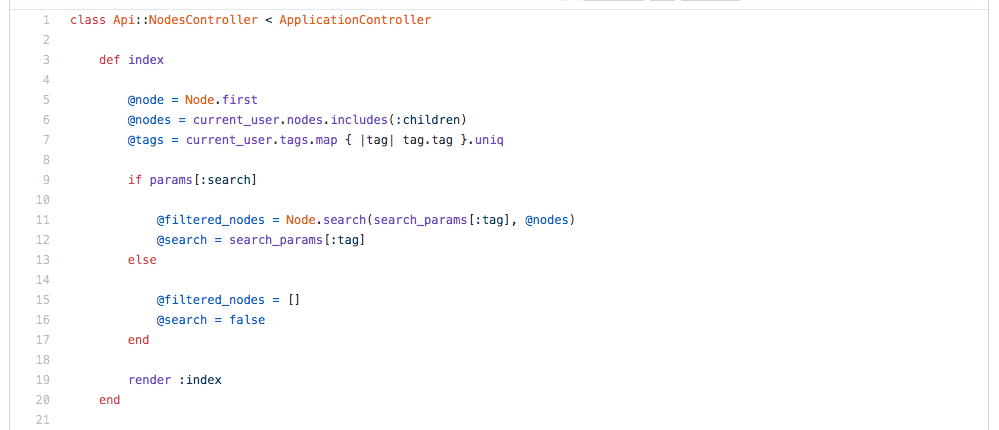 1 class Api::NodesController < ApplicationController
2
3     def index
4
5         @node = Node.first
6         @nodes = current_user.nodes.includes(:children)
7         @tags = current_user.tags.map { |tag| tag.tag }.uniq
8
9         if params[:search]
10
11             @filtered_nodes = Node.search(search_params[:tag], @nodes)
12             @search = search_params[:tag]
13         else
14
15             @filtered_nodes = []
16             @search = false
17         end
18
19         render :index
20     end
21